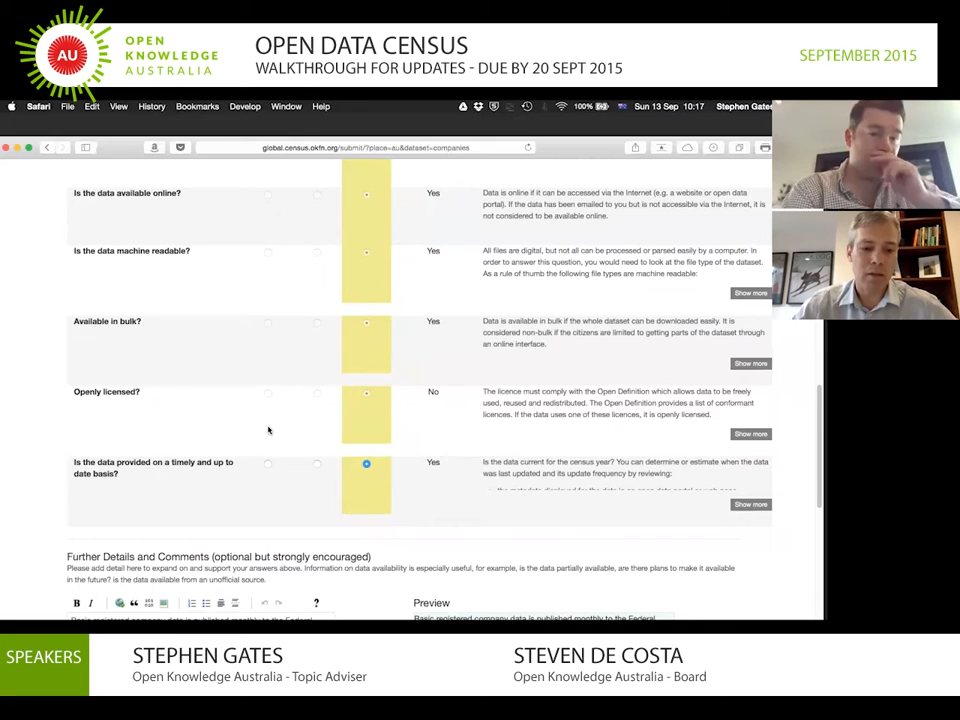 AU
OPEN
KNOWLEDGE
AUSTRALIA
OPEN DATA CENSUS
WALKTHROUGH FOR UPDATES - DUE BY 20 SEPT 2015
SEPTEMBER 2015
Safari File Edit View History Bookmarks Develop Window Help
100% Sun 13 Sep 10:17 Stephen Gates
global.census.okfn.org/submit/?place=au&dataset=companies
Is the data available online?
Yes
Data is online if it can be accessed via the Internet (e.g. a website or open data
portal). If the data has been emailed to you but is not accessible via the Internet, it is
not considered to be available online.
Is the data machine readable?
Yes
All files are digital, but not all can be processed or parsed easily by a computer. In
order to answer this question, you would need to look at the file type of the dataset.
As a rule of thumb the following file types are machine readable:
Show more
Available in bulk?
Yes
Data is available in bulk if the whole dataset can be downloaded easily. It is
considered non-bulk if the citizens are limited to getting parts of the dataset through
an online interface.
Show more
Openly licensed?
No
The licence must comply with the Open Definition which allows data to be freely
used, reused and redistributed. The Open Definition provides a list of conformant
licences. If the data uses one of these licences, it is openly licensed.
Show more
Is the data provided on a timely and up to
date basis?
Yes
Is the data current for the census year? You can determine or estimate when the data
was last updated and its update frequency by reviewing:
Show more
Further Details and Comments (optional but strongly encouraged)
Please add detail here to expand on and support your answers above. Information on data availability is especially useful, for example, is the data partially available, are there plans to make it available
in the future? is the data available from an unofficial source.
B I ?
Preview
Basic registered company data is published monthly to the Federal
Basic registered company data is published monthly to the Federal
SPEAKERS
STEPHEN GATES
Open Knowledge Australia - Topic Adviser
STEVEN DE COSTA
Open Knowledge Australia - Board